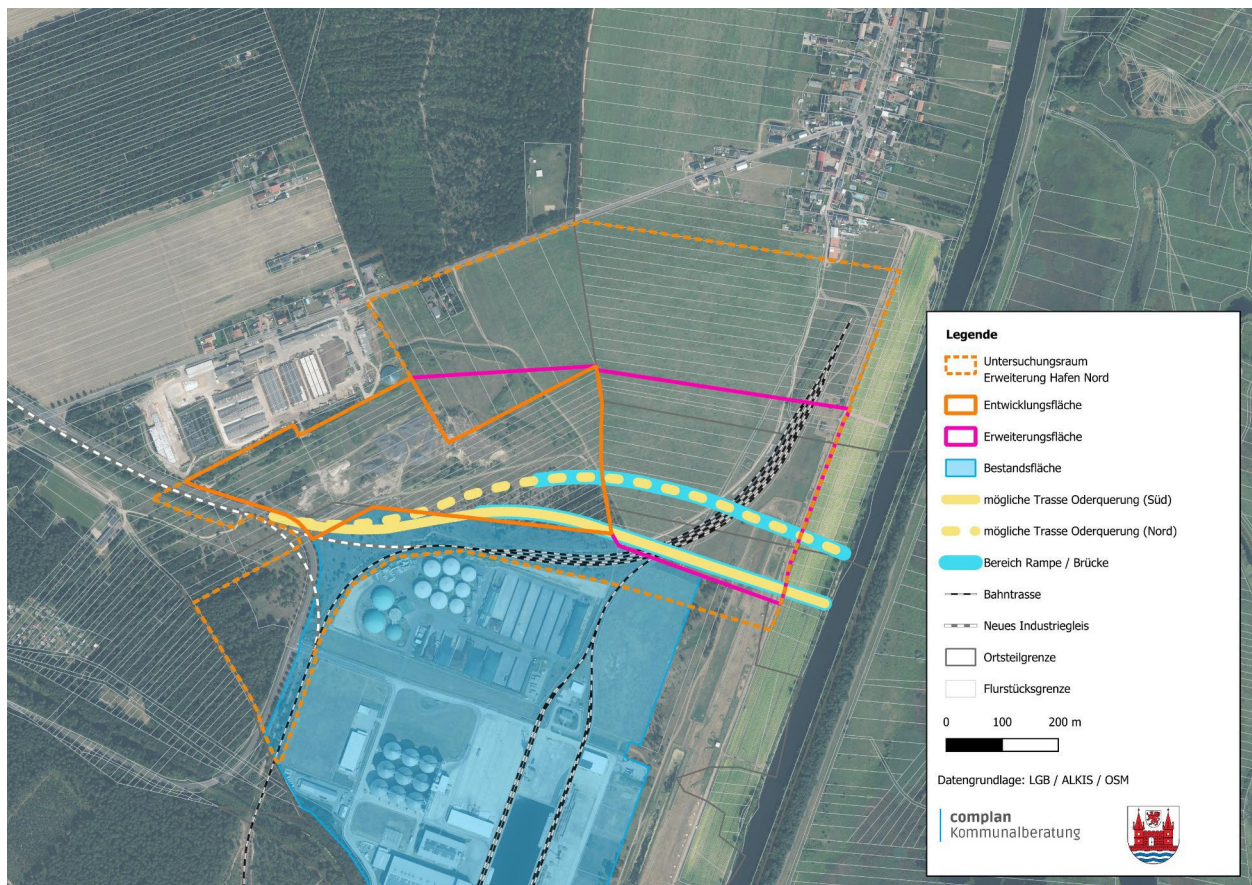 Legende
Untersuchungsraum
Erweiterung Hafen Nord
Entwicklungsfläche
Erweiterungsfläche
Bestandsfläche
mögliche Trasse Oderquerung (Süd)
mögliche Trasse Oderquerung (Nord)
Bereich Rampe / Brücke
Bahntrasse
Neues Industriegleis
Ortsteilgrenze
Flurstücksgrenze
0 100 200 m
Datengrundlage: LGB / ALKIS / OSM
complan
Kommunalberatung